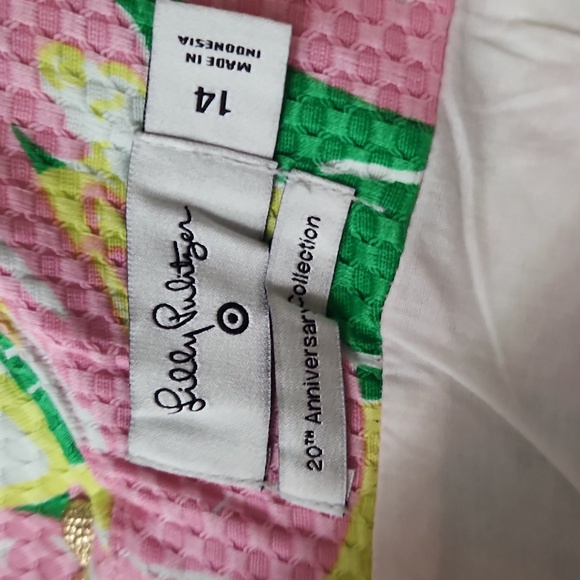 Lilly Pulitzer
20TH Anniversary Collection
14
MADE IN
INDONESIA